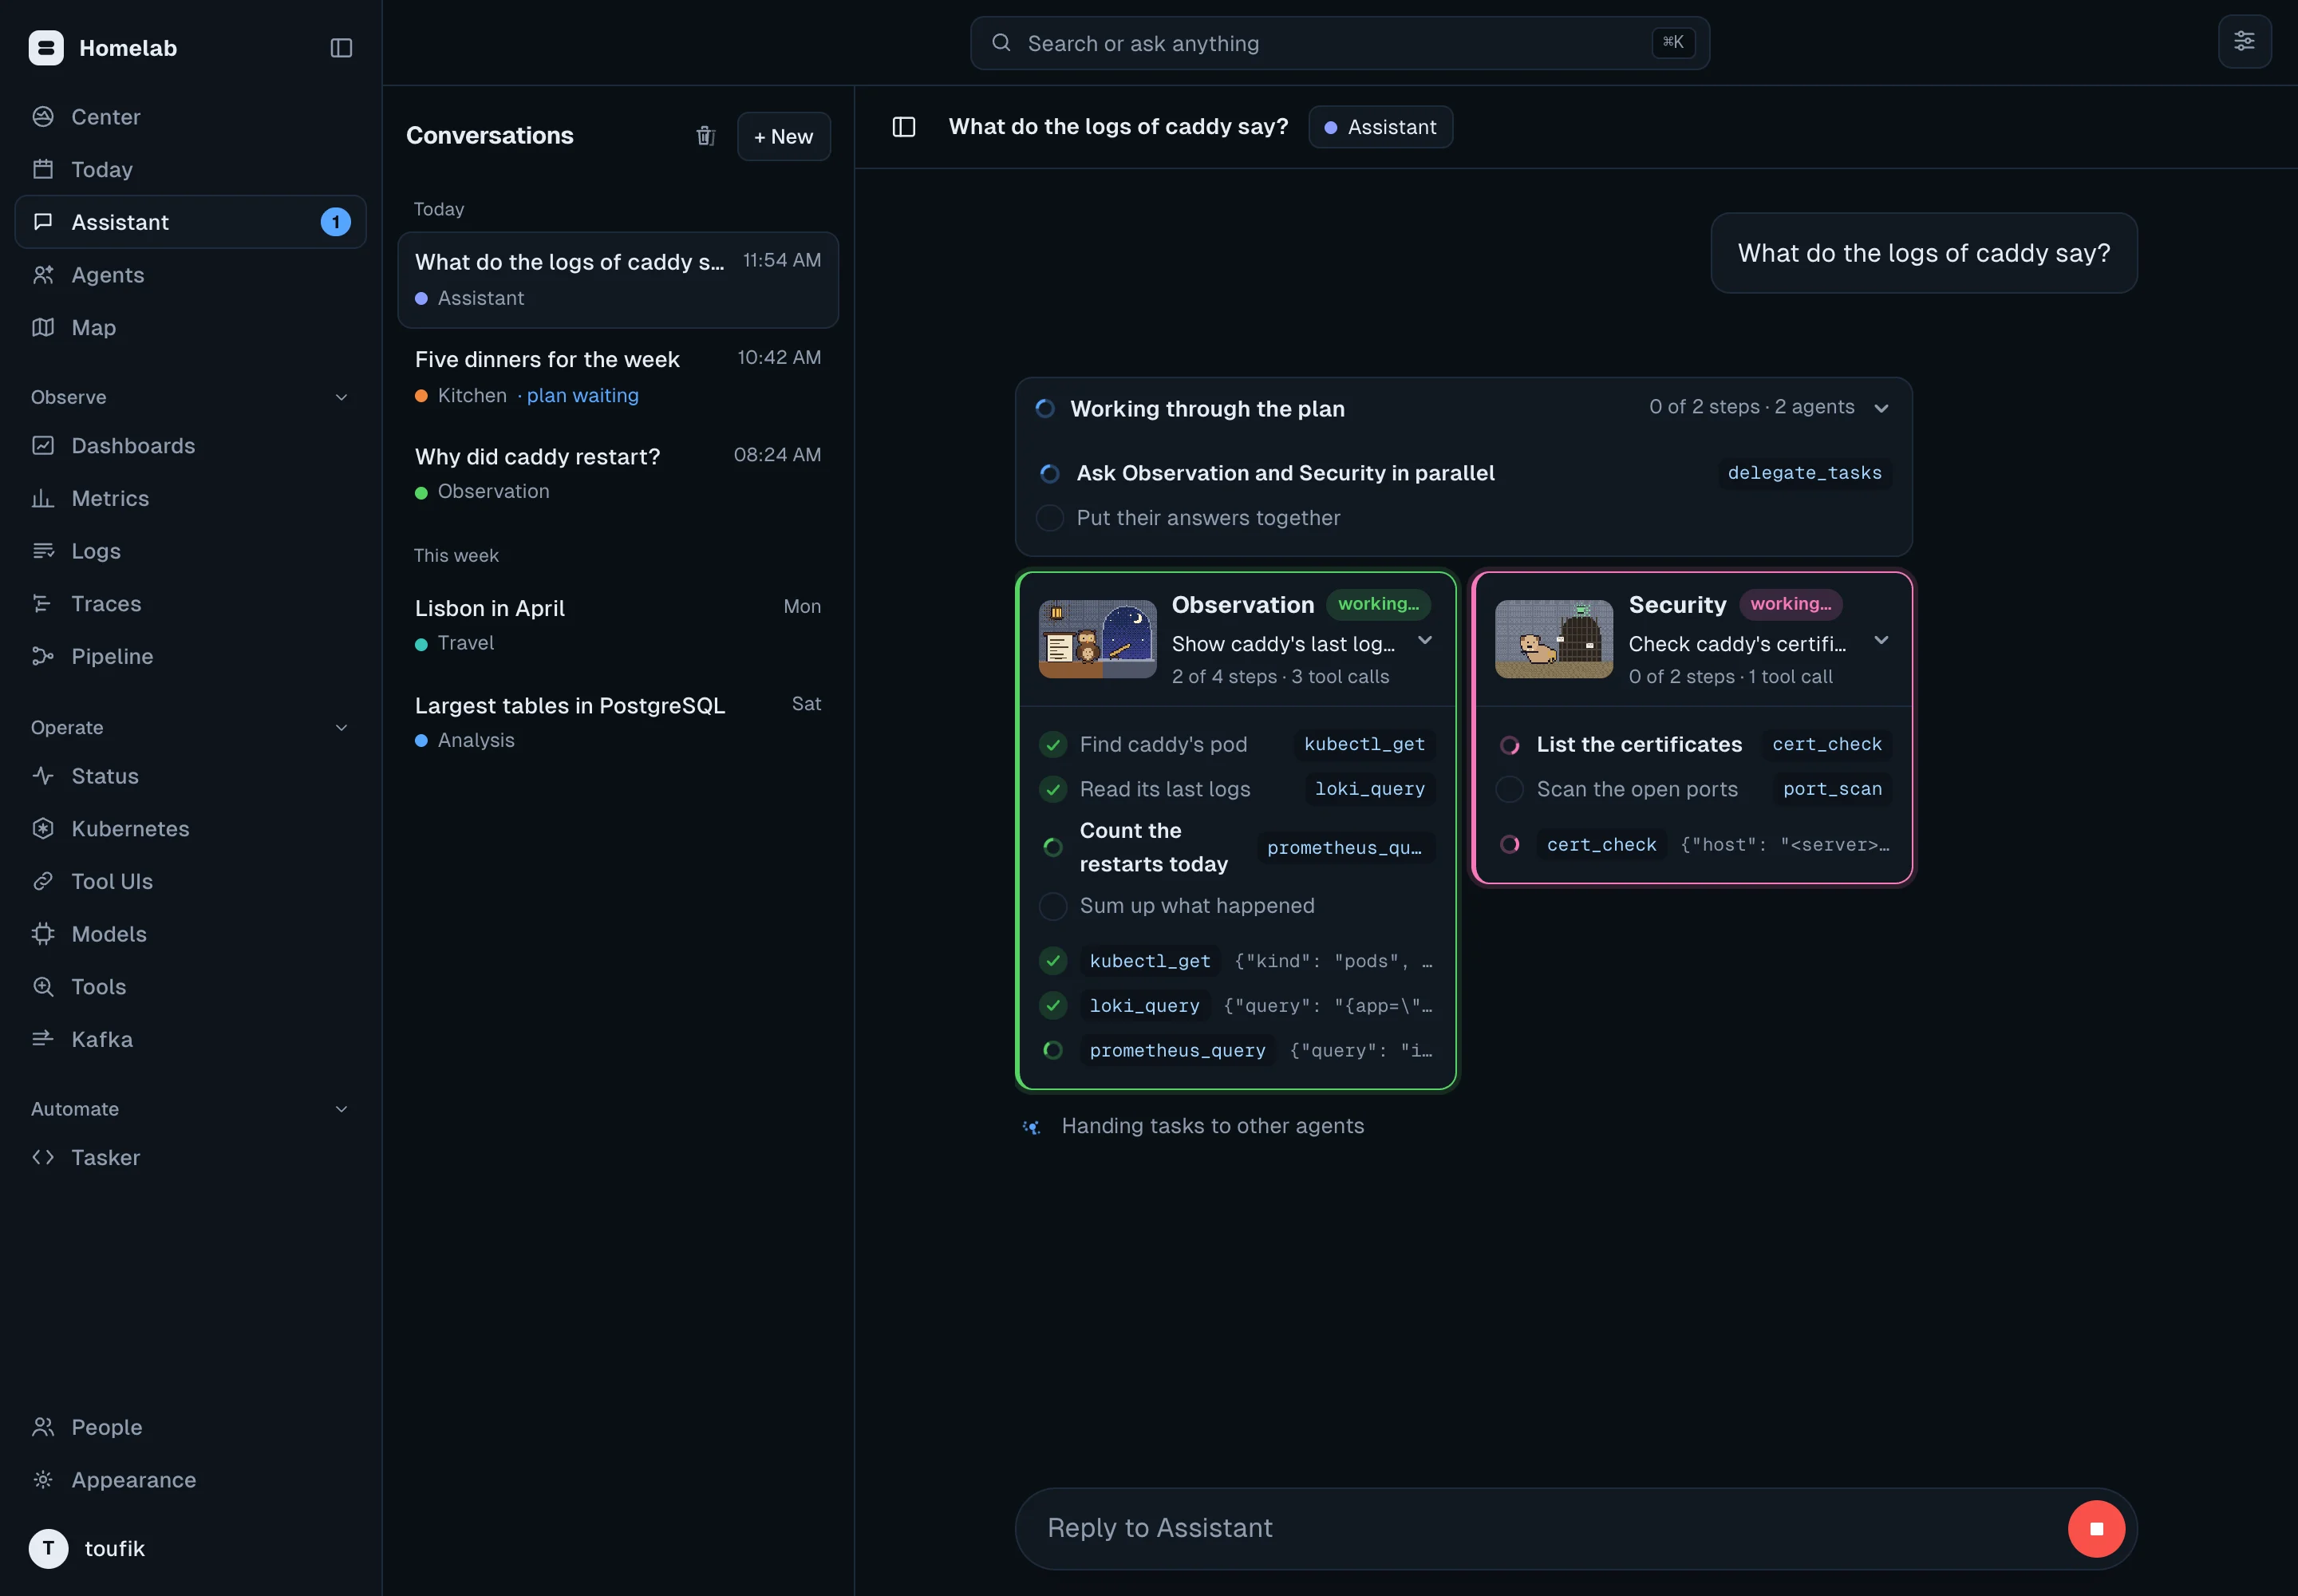 Homelab
Center
Today
Assistant 1
Agents
Map
Observe
Dashboards
Metrics
Logs
Traces
Pipeline
Operate
Status
Kubernetes
Tool UIs
Models
Tools
Kafka
Automate
Tasker
People
Appearance
T toufik
Search or ask anything ⌘K
Conversations + New
Today
What do the logs of caddy s... 11:54 AM
Assistant
Five dinners for the week 10:42 AM
Kitchen · plan waiting
Why did caddy restart? 08:24 AM
Observation
This week
Lisbon in April Mon
Travel
Largest tables in PostgreSQL Sat
Analysis
What do the logs of caddy say? Assistant
What do the logs of caddy say?
Working through the plan 0 of 2 steps · 2 agents
Ask Observation and Security in parallel delegate_tasks
Put their answers together
Observation working...
Show caddy's last log...
2 of 4 steps · 3 tool calls
Find caddy's pod kubectl_get
Read its last logs loki_query
Count the
restarts today prometheus_qu...
Sum up what happened
kubectl_get {"kind": "pods", ...
loki_query {"query": "{app=\"...
prometheus_query {"query": "i...
Security working...
Check caddy's certifi...
0 of 2 steps · 1 tool call
List the certificates cert_check
Scan the open ports port_scan
cert_check {"host": "<server>...
Handing tasks to other agents
Reply to Assistant